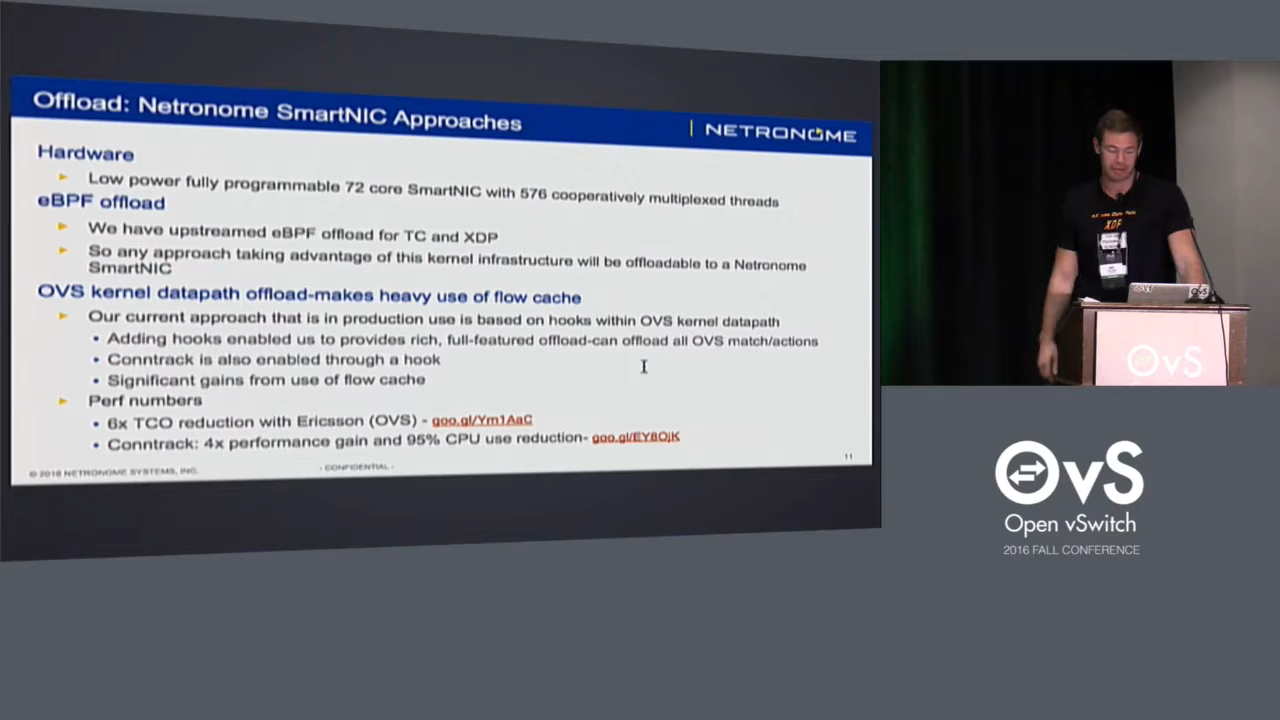 Offload: Netronome SmartNIC Approaches
NETRONOME
Hardware
Low power fully programmable 72 core SmartNIC with 576 cooperatively multiplexed threads
eBPF offload
We have upstreamed eBPF offload for TC and XDP
So any approach taking advantage of this kernel infrastructure will be offloadable to a Netronome
SmartNIC
OVS kernel datapath offload-makes heavy use of flow cache
Our current approach that is in production use is based on hooks within OVS kernel datapath
• Adding hooks enabled us to provides rich, full-featured offload-can offload all OVS match/actions
• Conntrack is also enabled through a hook
• Significant gains from use of flow cache
Perf numbers
• 6x TCO reduction with Ericsson (OVS) - goo.gl/Ym1AaC
• Conntrack: 4x performance gain and 95% CPU use reduction- goo.gl/EY8OjK
© 2016 NETRONOME SYSTEMS, INC.
- CONFIDENTIAL -
11
XDP
OvS
OvS
Open vSwitch
2016 FALL CONFERENCE